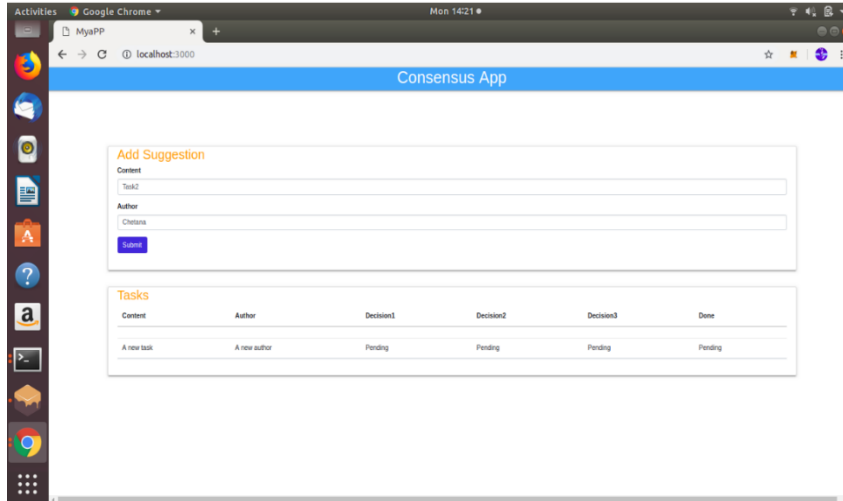 Activities Google Chrome Mon 14:21
MyaPP
localhost:3000
Consensus App
Add Suggestion
Content
Task2
Author
Chetana
Submit
Tasks
Content Author Decision1 Decision2 Decision3 Done
A new task A new author Pending Pending Pending Pending